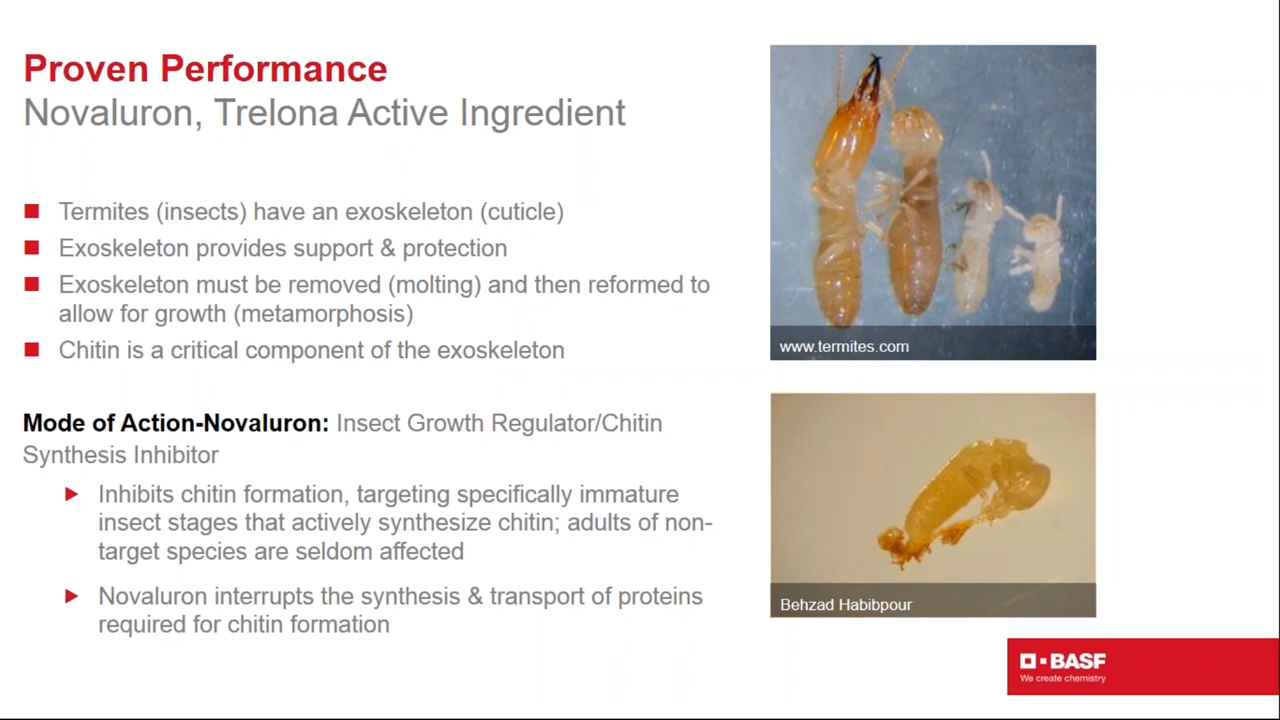 Proven Performance
Novaluron, Trelona Active Ingredient
Termites (insects) have an exoskeleton (cuticle)
Exoskeleton provides support & protection
Exoskeleton must be removed (molting) and then reformed to
allow for growth (metamorphosis)
Chitin is a critical component of the exoskeleton
Mode of Action-Novaluron: Insect Growth Regulator/Chitin
Synthesis Inhibitor
Inhibits chitin formation, targeting specifically immature
insect stages that actively synthesize chitin; adults of non-
target species are seldom affected
Novaluron interrupts the synthesis & transport of proteins
required for chitin formation
www.termites.com
Behzad Habibpour
BASF
We create chemistry